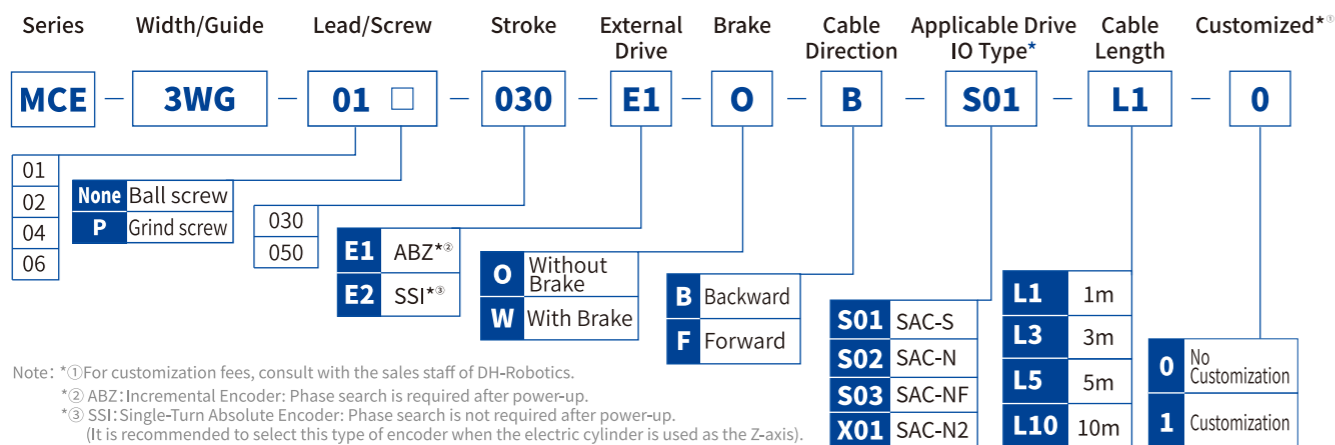 Series Width/Guide Lead/Screw Stroke External Drive Brake Cable Direction Applicable Drive IO Type* Cable Length Customized*①
MCE – 3WG – 01 □ – 030 – E1 – O – B – S01 – L1 – 0
01
02
04
06
None Ball screw
P Grind screw
030
050
E1 ABZ*②
E2 SSI*③
O Without Brake
W With Brake
B Backward
F Forward
S01 SAC-S
S02 SAC-N
S03 SAC-NF
X01 SAC-N2
L1 1m
L3 3m
L5 5m
L10 10m
0 No Customization
1 Customization
Note: *①For customization fees, consult with the sales staff of DH-Robotics.
*② ABZ:Incremental Encoder: Phase search is required after power-up.
*③ SSI:Single-Turn Absolute Encoder: Phase search is not required after power-up.
(It is recommended to select this type of encoder when the electric cylinder is used as the Z-axis).